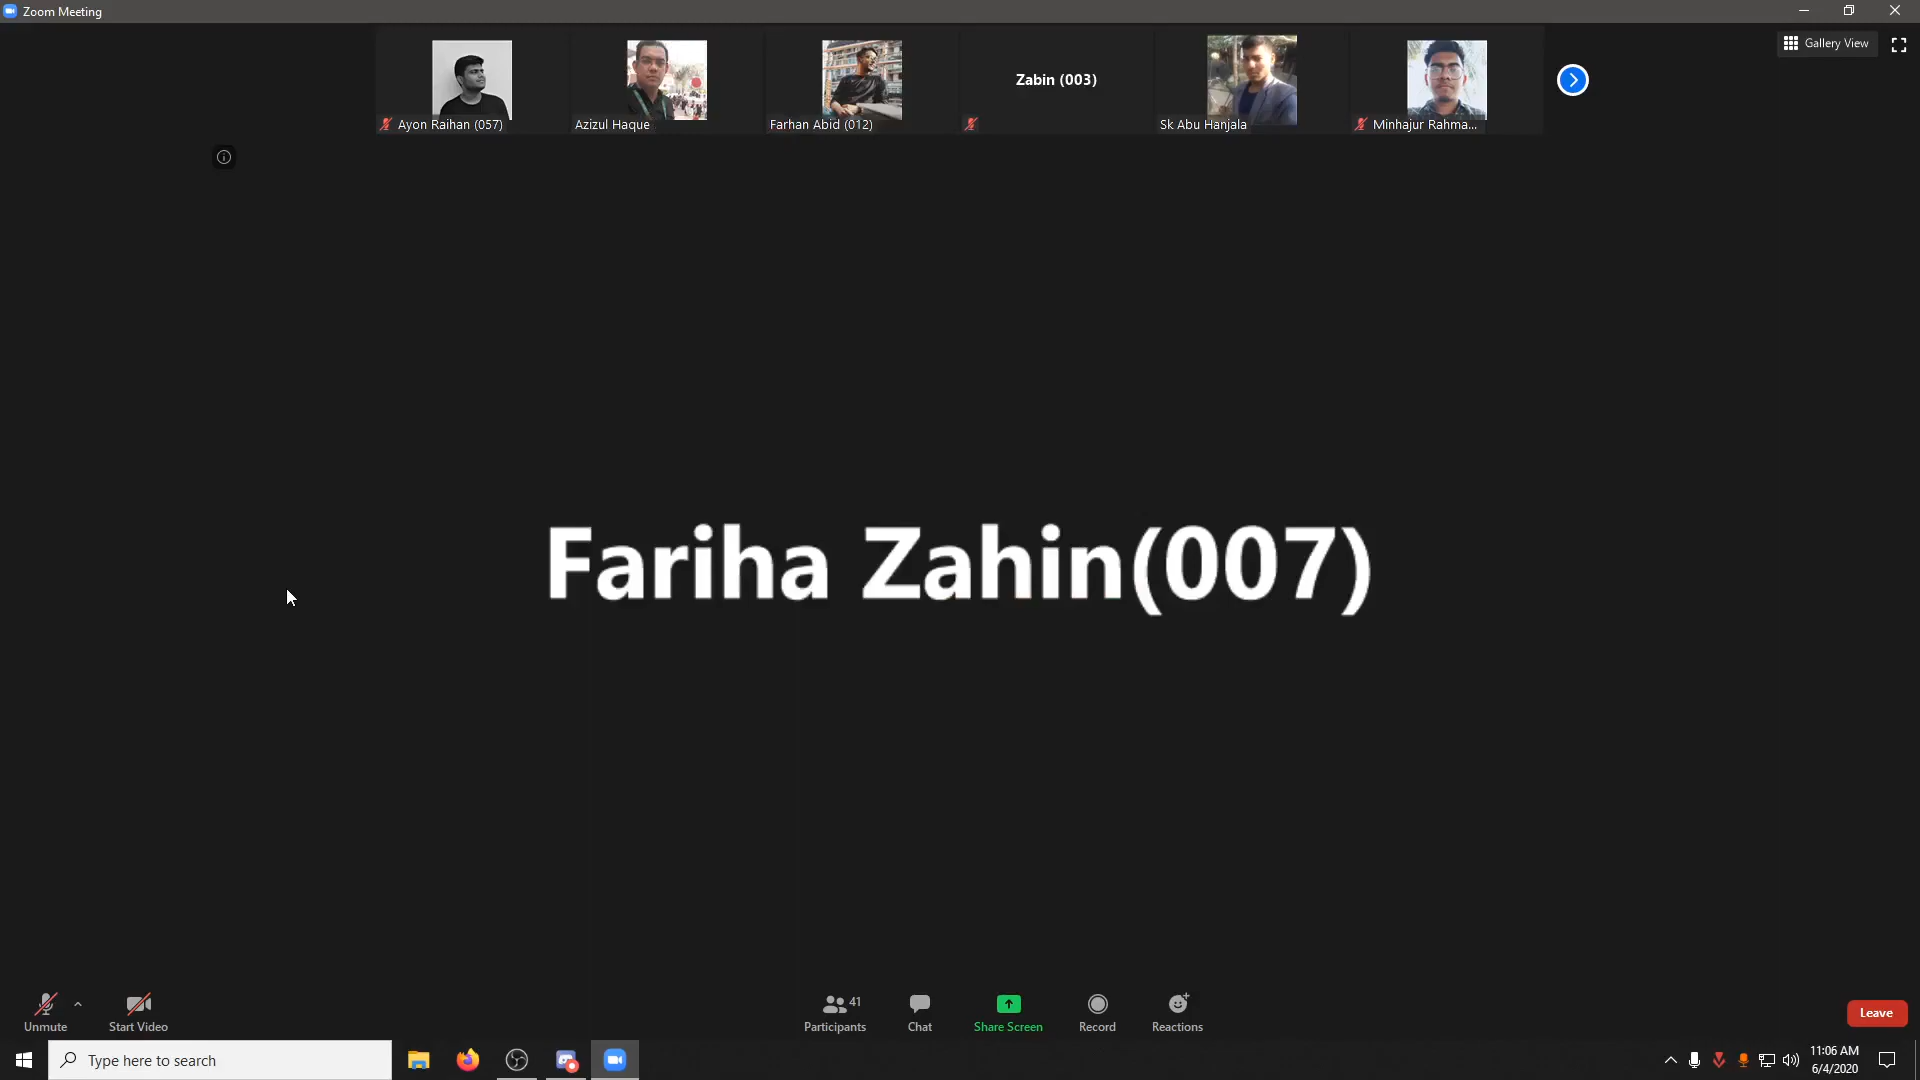 Zoom Meeting
Gallery View
Zabin (003)
Ayon Raihan (057)
Azizul Haque
Farhan Abid (012)
Sk Abu Hanjala
Minhajur Rahma...
Fariha Zahin(007)
Unmute
Start Video
41
Participants
Chat
Share Screen
Record
Reactions
Leave
Type here to search
11:06 AM
6/4/2020